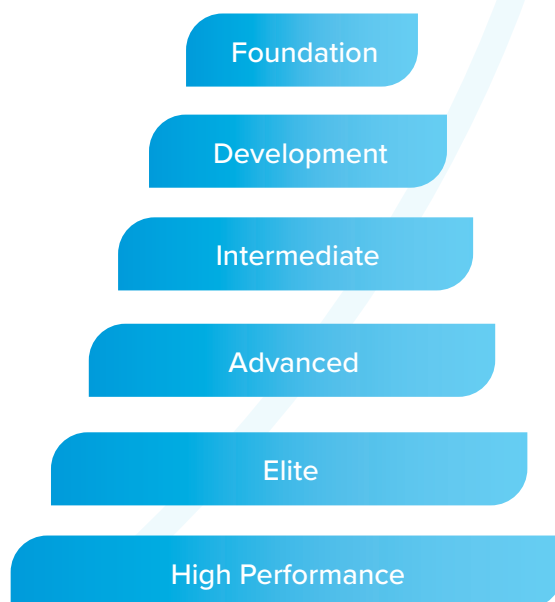 Foundation
Development
Intermediate
Advanced
Elite
High Performance